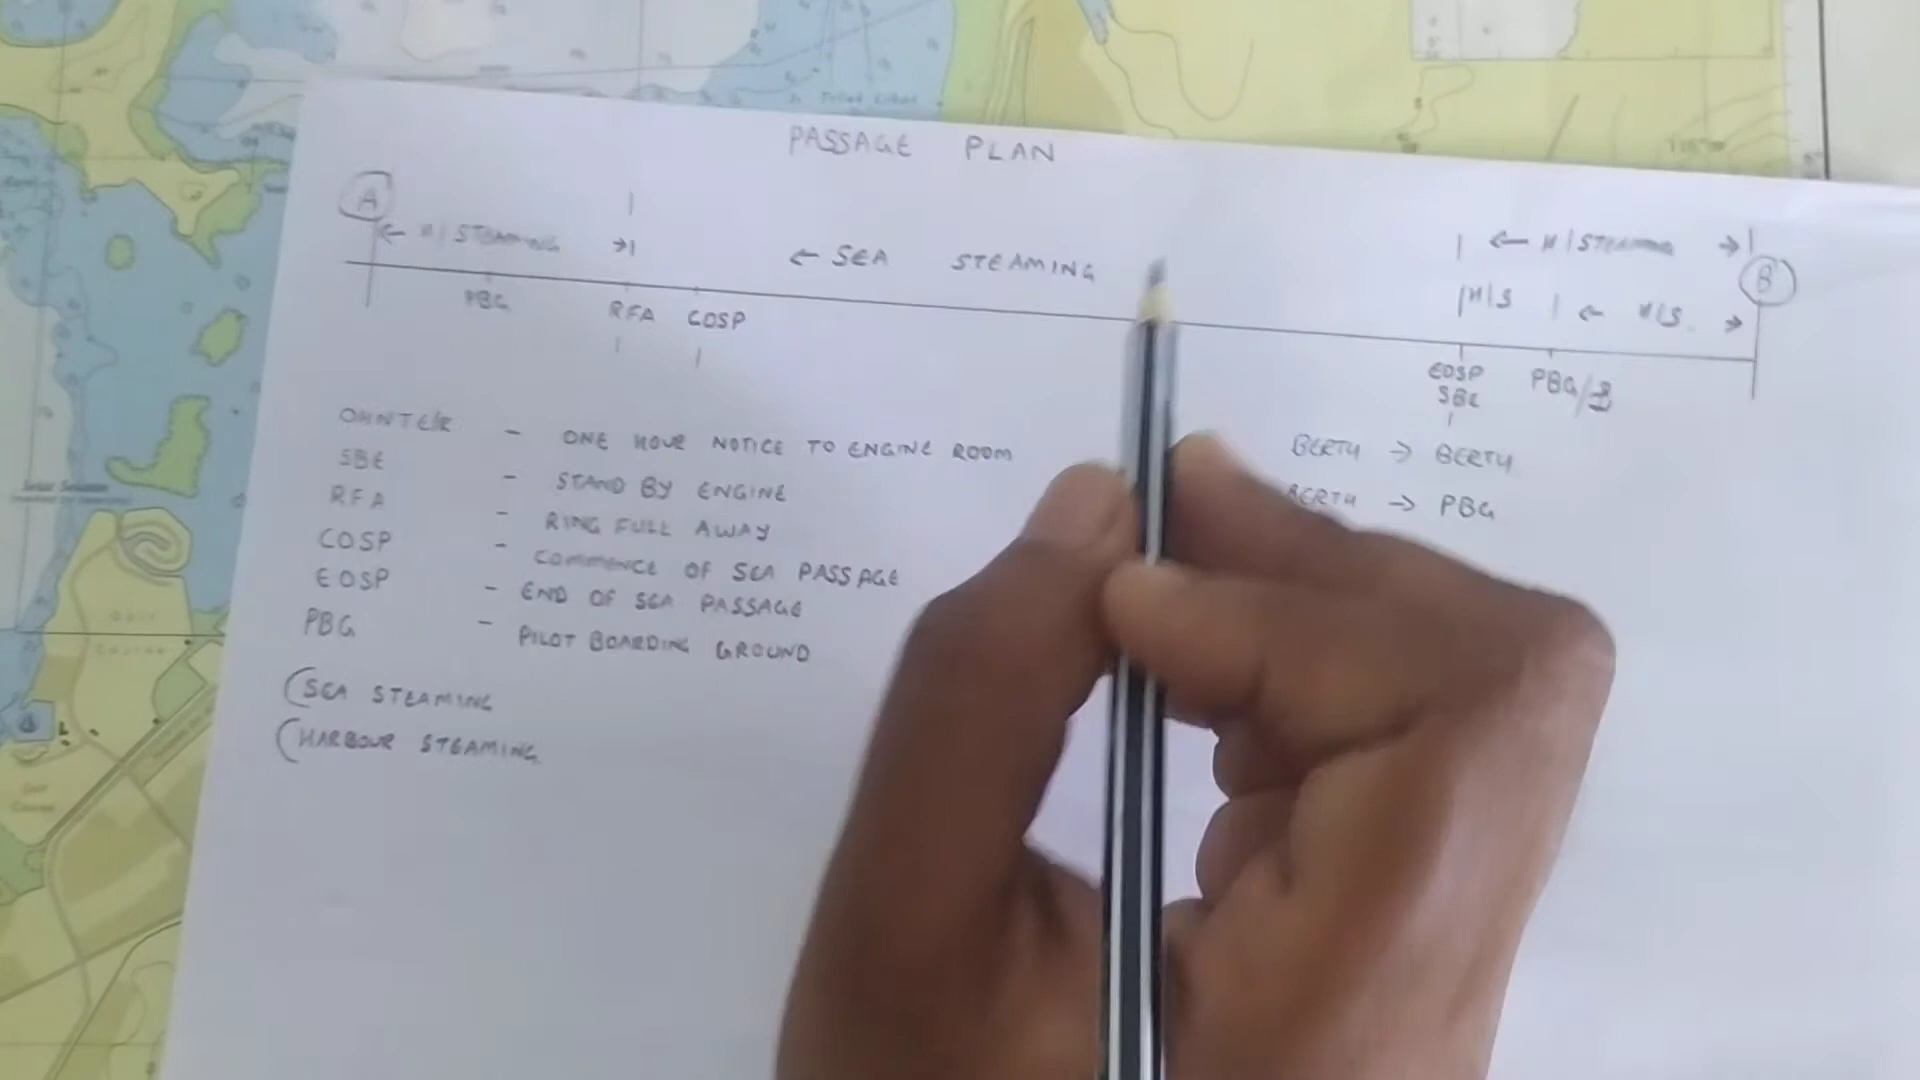 PASSAGE PLAN
A
← H/STEAMING →
← SEA STEAMING
← H/STEAMING →
B
H/S ← H/S →
PBG RFA COSP
EOSP PBG/
SBE
OHNTE/R - ONE HOUR NOTICE TO ENGINE ROOM
SBE - STAND BY ENGINE
RFA - RING FULL AWAY
COSP - COMMENCE OF SEA PASSAGE
EOSP - END OF SEA PASSAGE
PBG - PILOT BOARDING GROUND
SEA STEAMING
HARBOUR STEAMING
BERTH → BERTH
BERTH → PBG